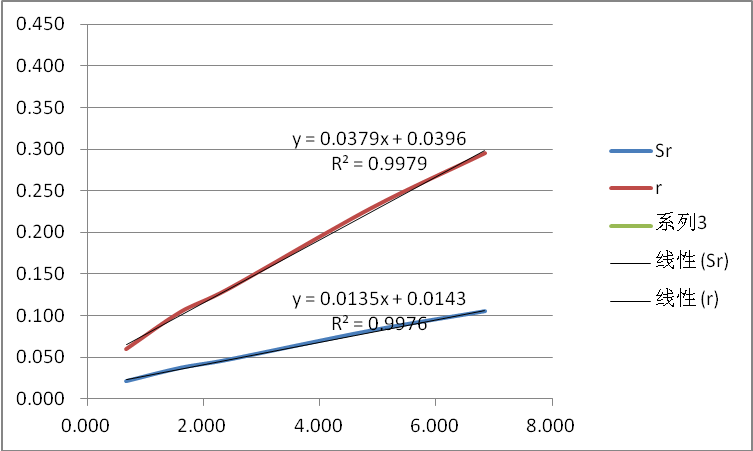 0.450
0.400
0.350
0.300
0.250
0.200
0.150
0.100
0.050
0.000
0.000 2.000 4.000 6.000 8.000
y = 0.0379x + 0.0396
R² = 0.9979
y = 0.0135x + 0.0143
R² = 0.9976
Sr
r
系列3
线性 (Sr)
线性 (r)